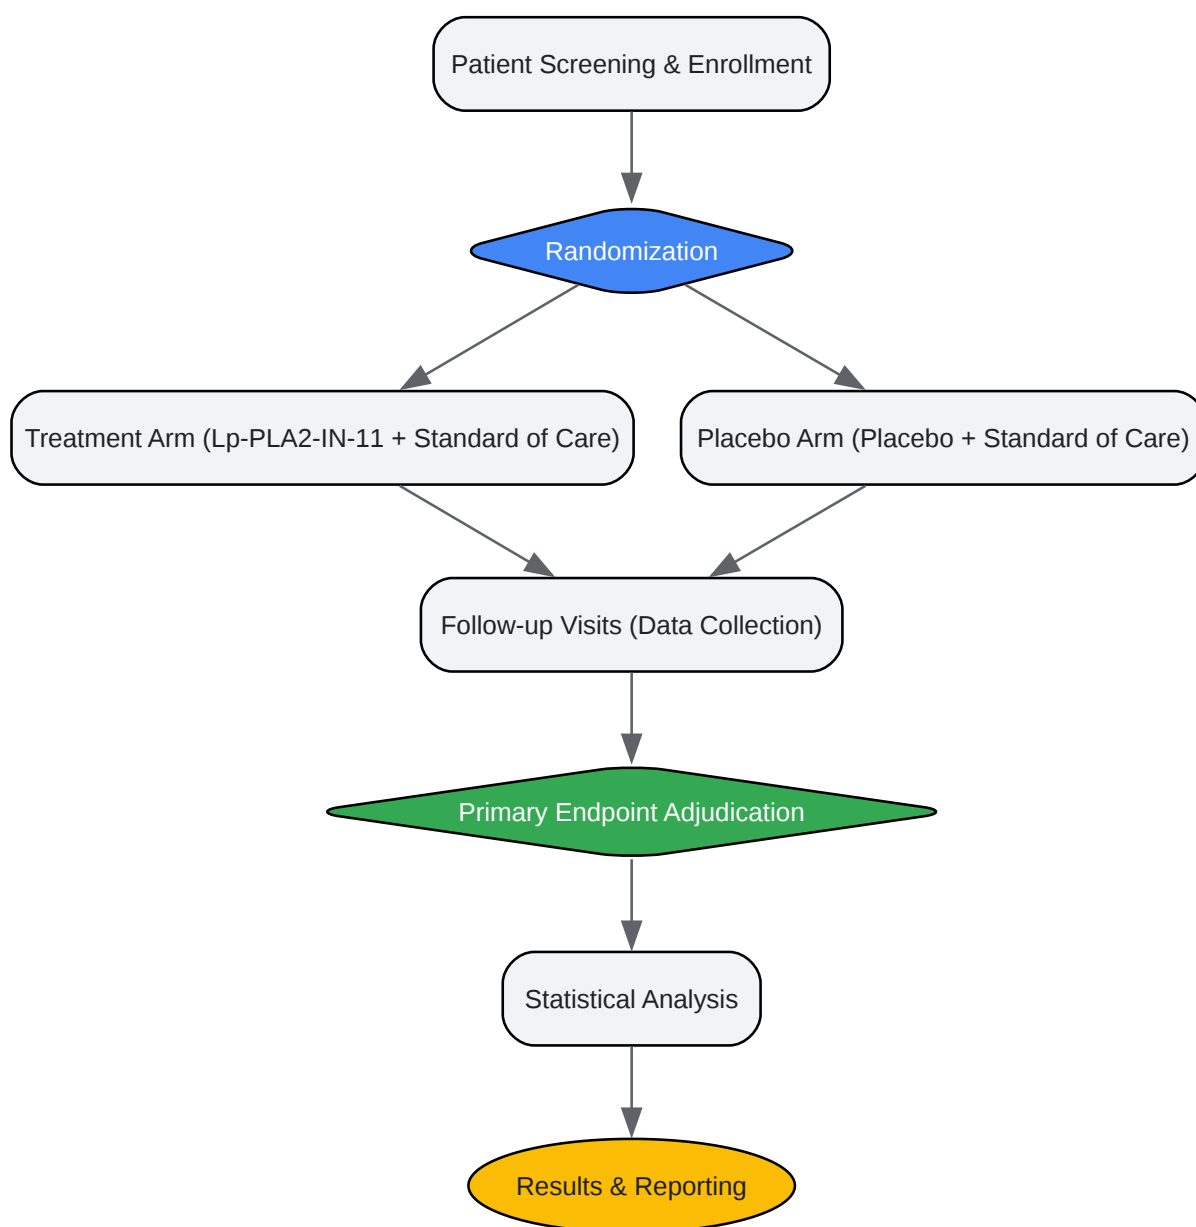 Patient Screening & Enrollment
Randomization
Treatment Arm (Lp-PLA2-IN-11 + Standard of Care)
Placebo Arm (Placebo + Standard of Care)
Follow-up Visits (Data Collection)
Primary Endpoint Adjudication
Statistical Analysis
Results & Reporting